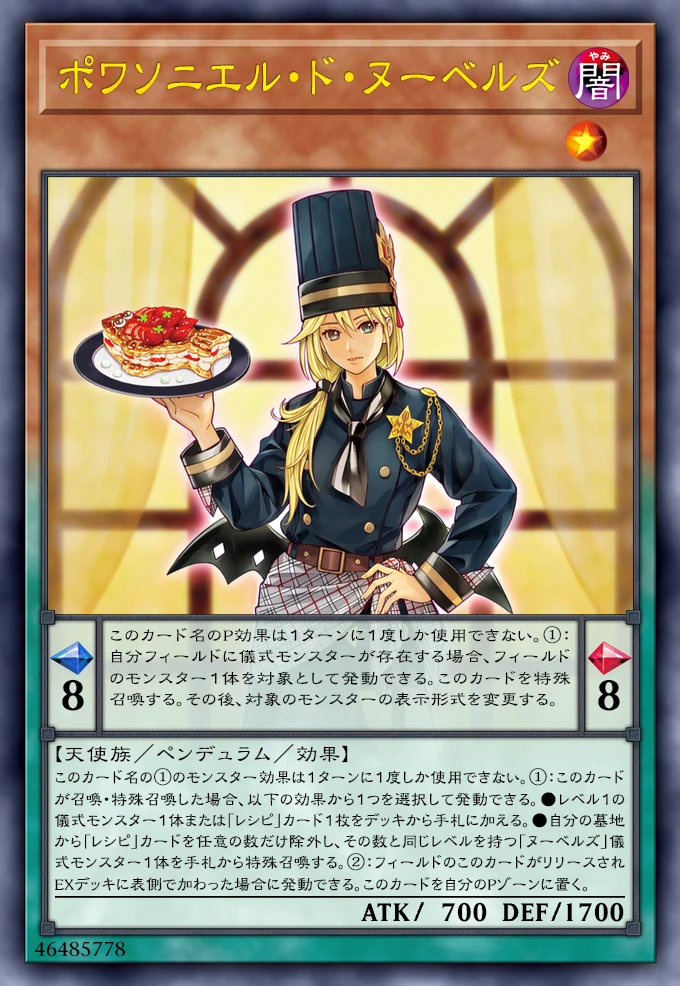 ポワソニエル・ド・ヌーベルズ
やみ
闇
8
このカード名のP効果は1ターンに1度しか使用できない。①：
自分フィールドに儀式モンスターが存在する場合、フィールド
のモンスター1体を対象として発動できる。このカードを特殊
召喚する。その後、対象のモンスターの表示形式を変更する。
8
【天使族／ペンデュラム／効果】
このカード名の①のモンスター効果は1ターンに1度しか使用できない。①：このカード
が召喚・特殊召喚した場合、以下の効果から1つを選択して発動できる。●レベル1の
儀式モンスター1体または「レシピ」カード1枚をデッキから手札に加える。●自分の墓地
から「レシピ」カードを任意の数だけ除外し、その数と同じレベルを持つ「ヌーベルズ」儀
式モンスター1体を手札から特殊召喚する。②：フィールドのこのカードがリリースされ
EXデッキに表側で加わった場合に発動できる。このカードを自分のPゾーンに置く。
ATK/ 700 DEF/1700
46485778